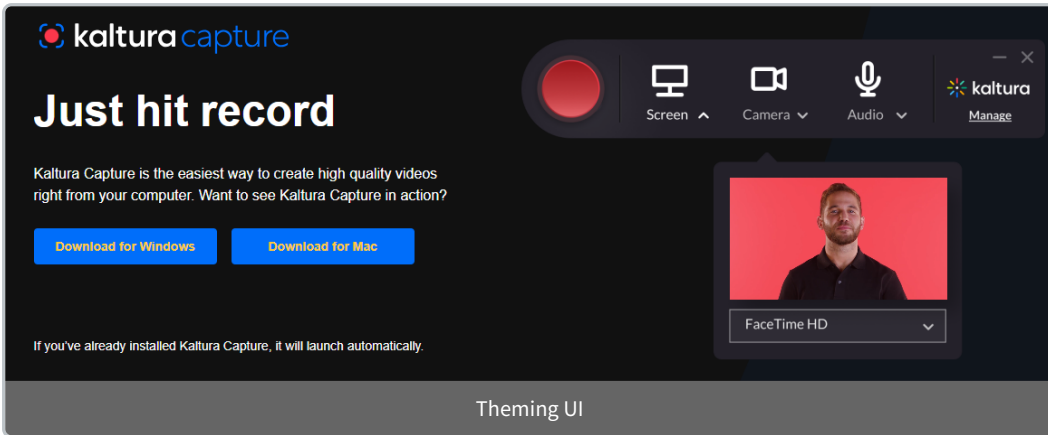 kaltura capture
Just hit record
Kaltura Capture is the easiest way to create high quality videos
right from your computer. Want to see Kaltura Capture in action?
Download for Windows
Download for Mac
If you've already installed Kaltura Capture, it will launch automatically.
Screen
Camera
Audio
kaltura
Manage
FaceTime HD
Theming UI